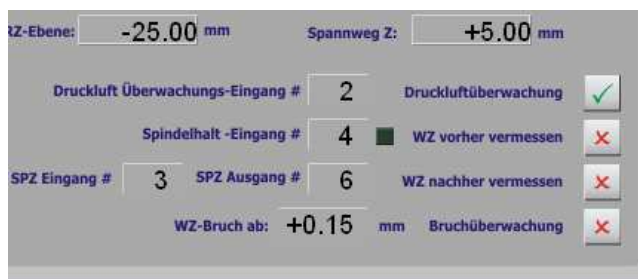 RZ-Ebene: -25.00 mm Spannweg Z: +5.00 mm
Druckluft Überwachungs-Eingang # 2 Druckluftüberwachung
Spindelhalt -Eingang # 4 WZ vorher vermessen
SPZ Eingang # 3 SPZ Ausgang # 6 WZ nachher vermessen
WZ-Bruch ab: +0.15 mm Bruchüberwachung